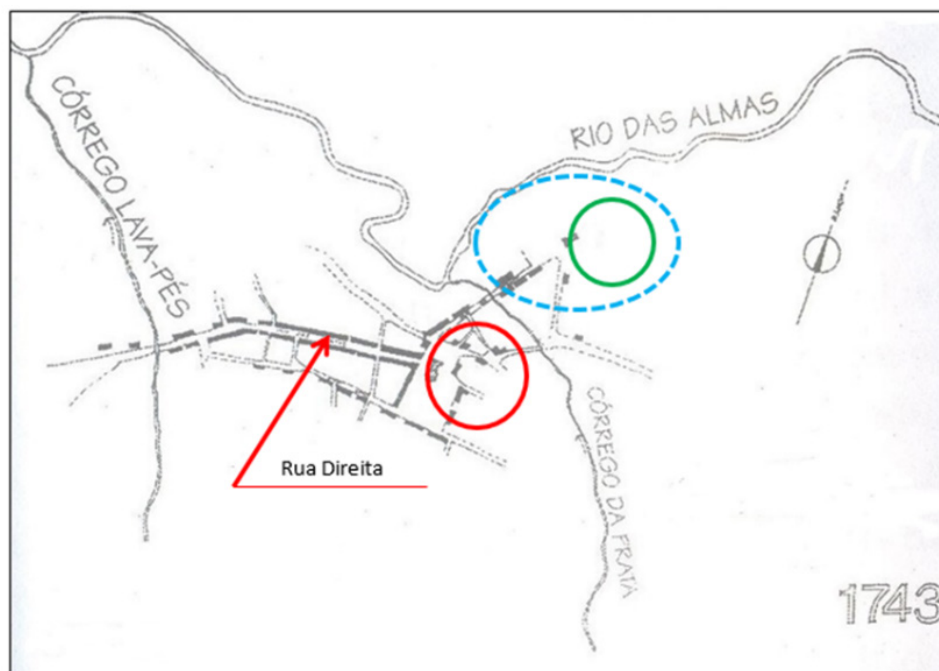 CÓRREGO LAVA-PÉS
RIO DAS ALMAS
Rua Direita
CÓRREGO DA PRATA
1743